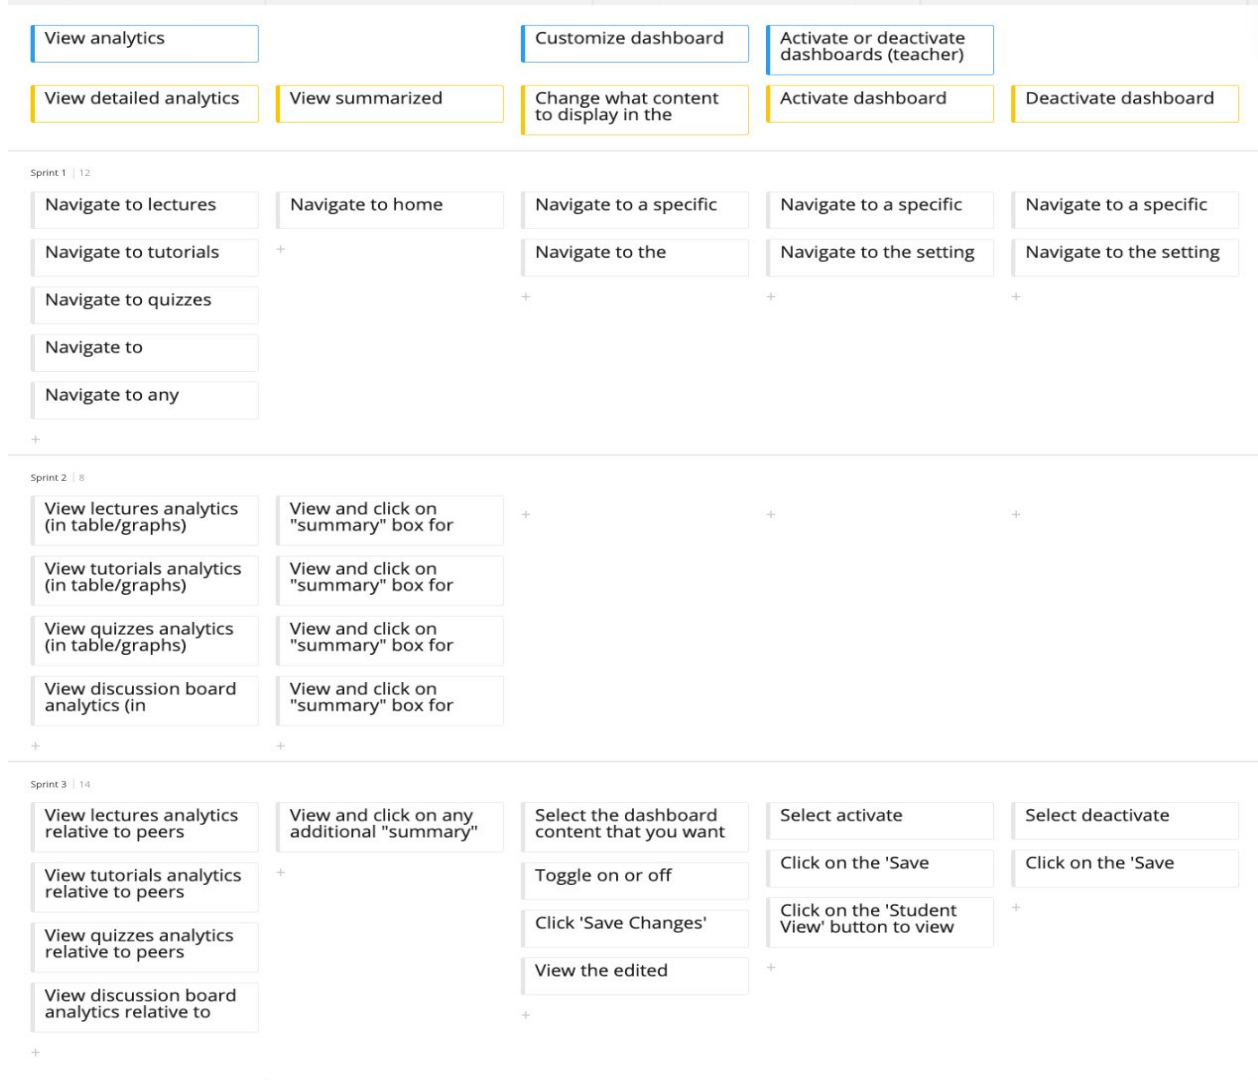 View analytics
Customize dashboard
Activate or deactivate
dashboards (teacher)
View detailed analytics
View summarized
Change what content
to display in the
Activate dashboard
Deactivate dashboard
Sprint 1 | 12
Navigate to lectures
Navigate to home
Navigate to a specific
Navigate to a specific
Navigate to a specific
Navigate to tutorials
+
Navigate to the
Navigate to the setting
Navigate to the setting
Navigate to quizzes
+
+
+
Navigate to
Navigate to any
+
Sprint 2 | 8
View lectures analytics
(in table/graphs)
View and click on
"summary" box for
+
+
+
View tutorials analytics
(in table/graphs)
View and click on
"summary" box for
View quizzes analytics
(in table/graphs)
View and click on
"summary" box for
View discussion board
analytics (in
View and click on
"summary" box for
+
+
Sprint 3 | 14
View lectures analytics
relative to peers
View and click on any
additional "summary"
Select the dashboard
content that you want
Select activate
Select deactivate
View tutorials analytics
relative to peers
+
Toggle on or off
Click on the 'Save
Click on the 'Save
View quizzes analytics
relative to peers
Click 'Save Changes'
Click on the 'Student
View' button to view
+
View discussion board
analytics relative to
View the edited
+
+
+